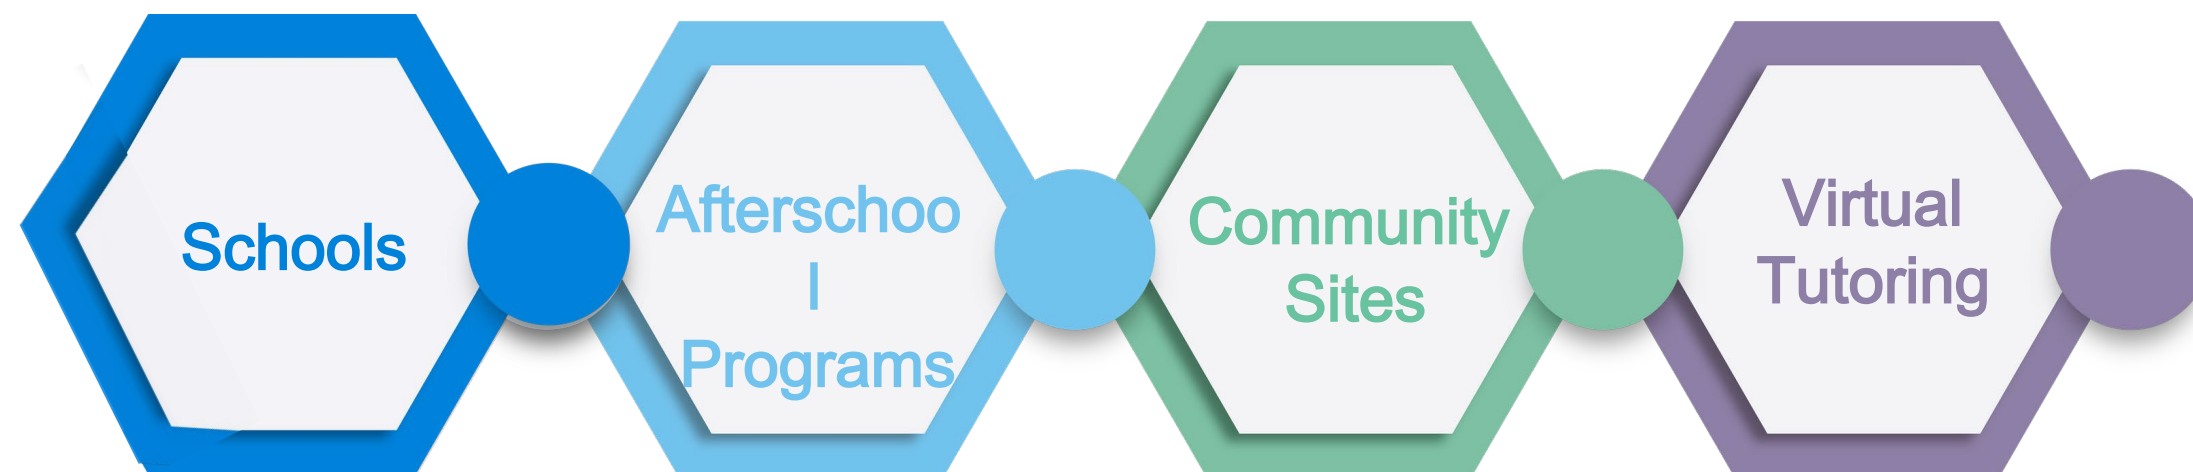 Schools
Afterschoo
l
Programs
Community
Sites
Virtual
Tutoring